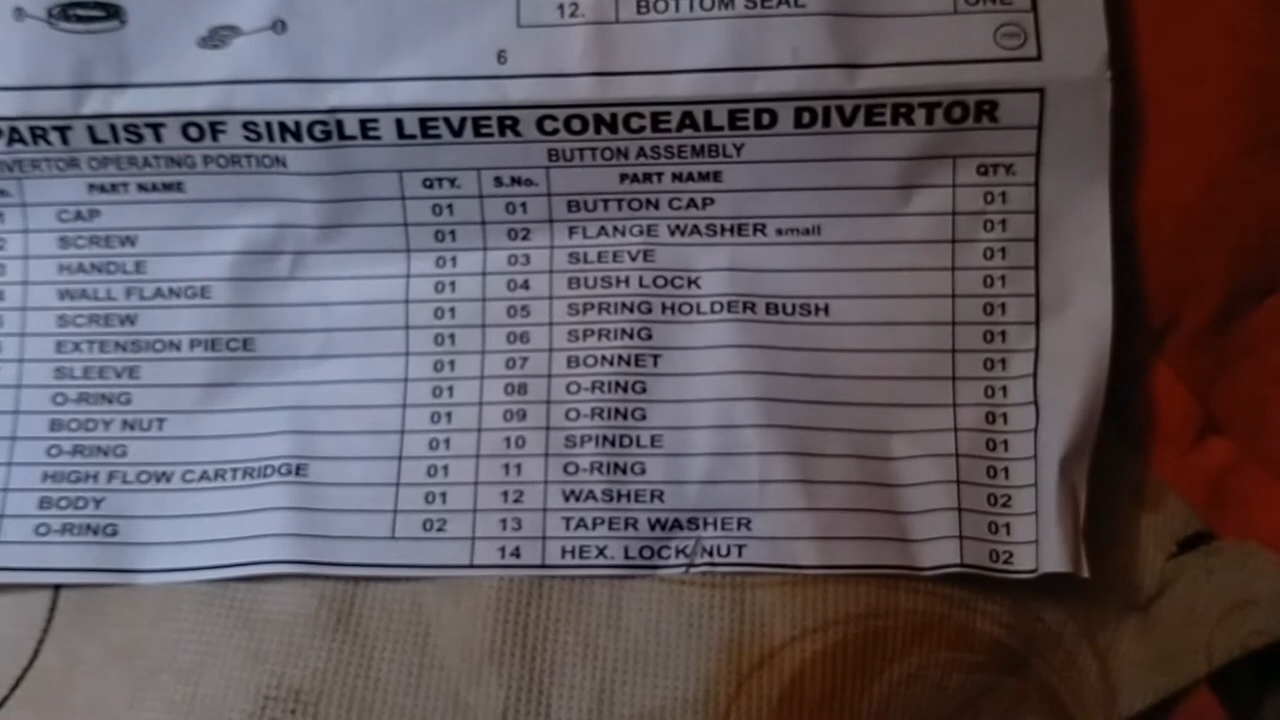 12. BOTTOM SEAL ONE
6
PART LIST OF SINGLE LEVER CONCEALED DIVERTOR
DIVERTOR OPERATING PORTION BUTTON ASSEMBLY
PART NAME QTY. S.No. PART NAME QTY.
1 CAP 01 01 BUTTON CAP 01
2 SCREW 01 02 FLANGE WASHER small 01
3 HANDLE 01 03 SLEEVE 01
WALL FLANGE 01 04 BUSH LOCK 01
SCREW 01 05 SPRING HOLDER BUSH 01
EXTENSION PIECE 01 06 SPRING 01
SLEEVE 01 07 BONNET 01
O-RING 01 08 O-RING 01
BODY NUT 01 09 O-RING 01
O-RING 01 10 SPINDLE 01
HIGH FLOW CARTRIDGE 01 11 O-RING 01
BODY 01 12 WASHER 02
O-RING 02 13 TAPER WASHER 01
14 HEX. LOCK NUT 02